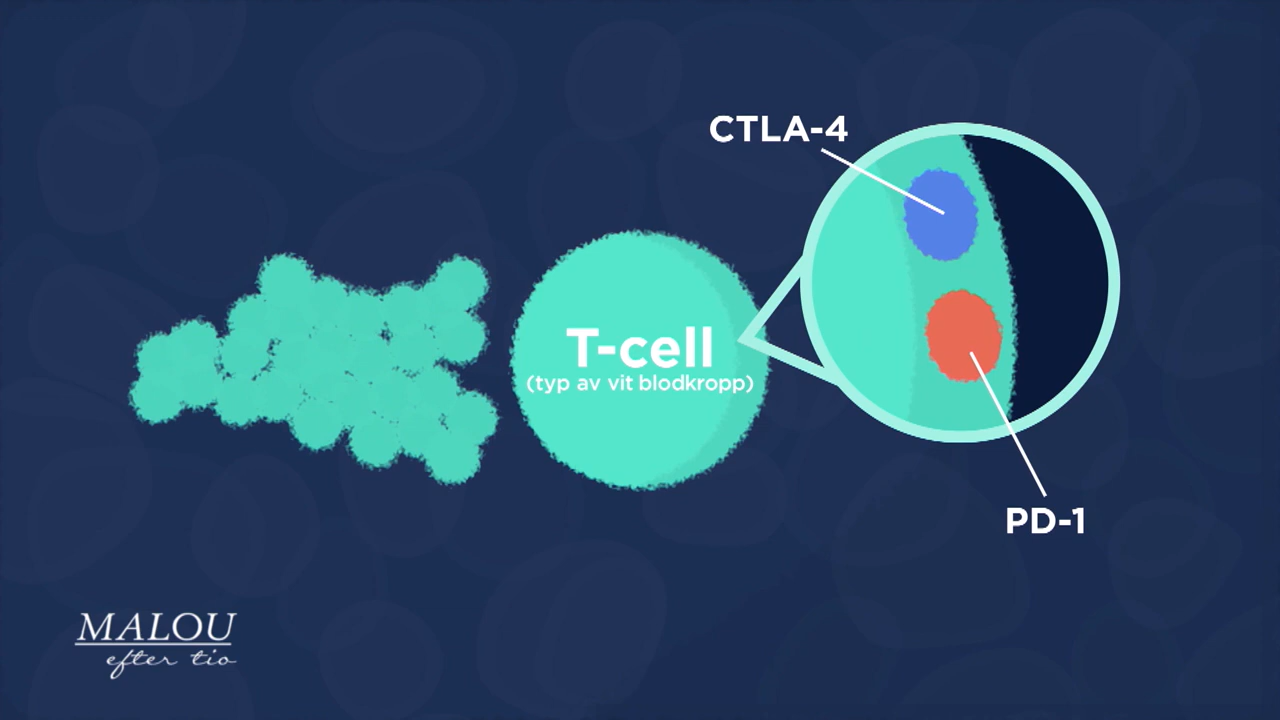 CTLA-4
T-cell
(typ av vit blodkropp)
PD-1
MALOU
efter tio